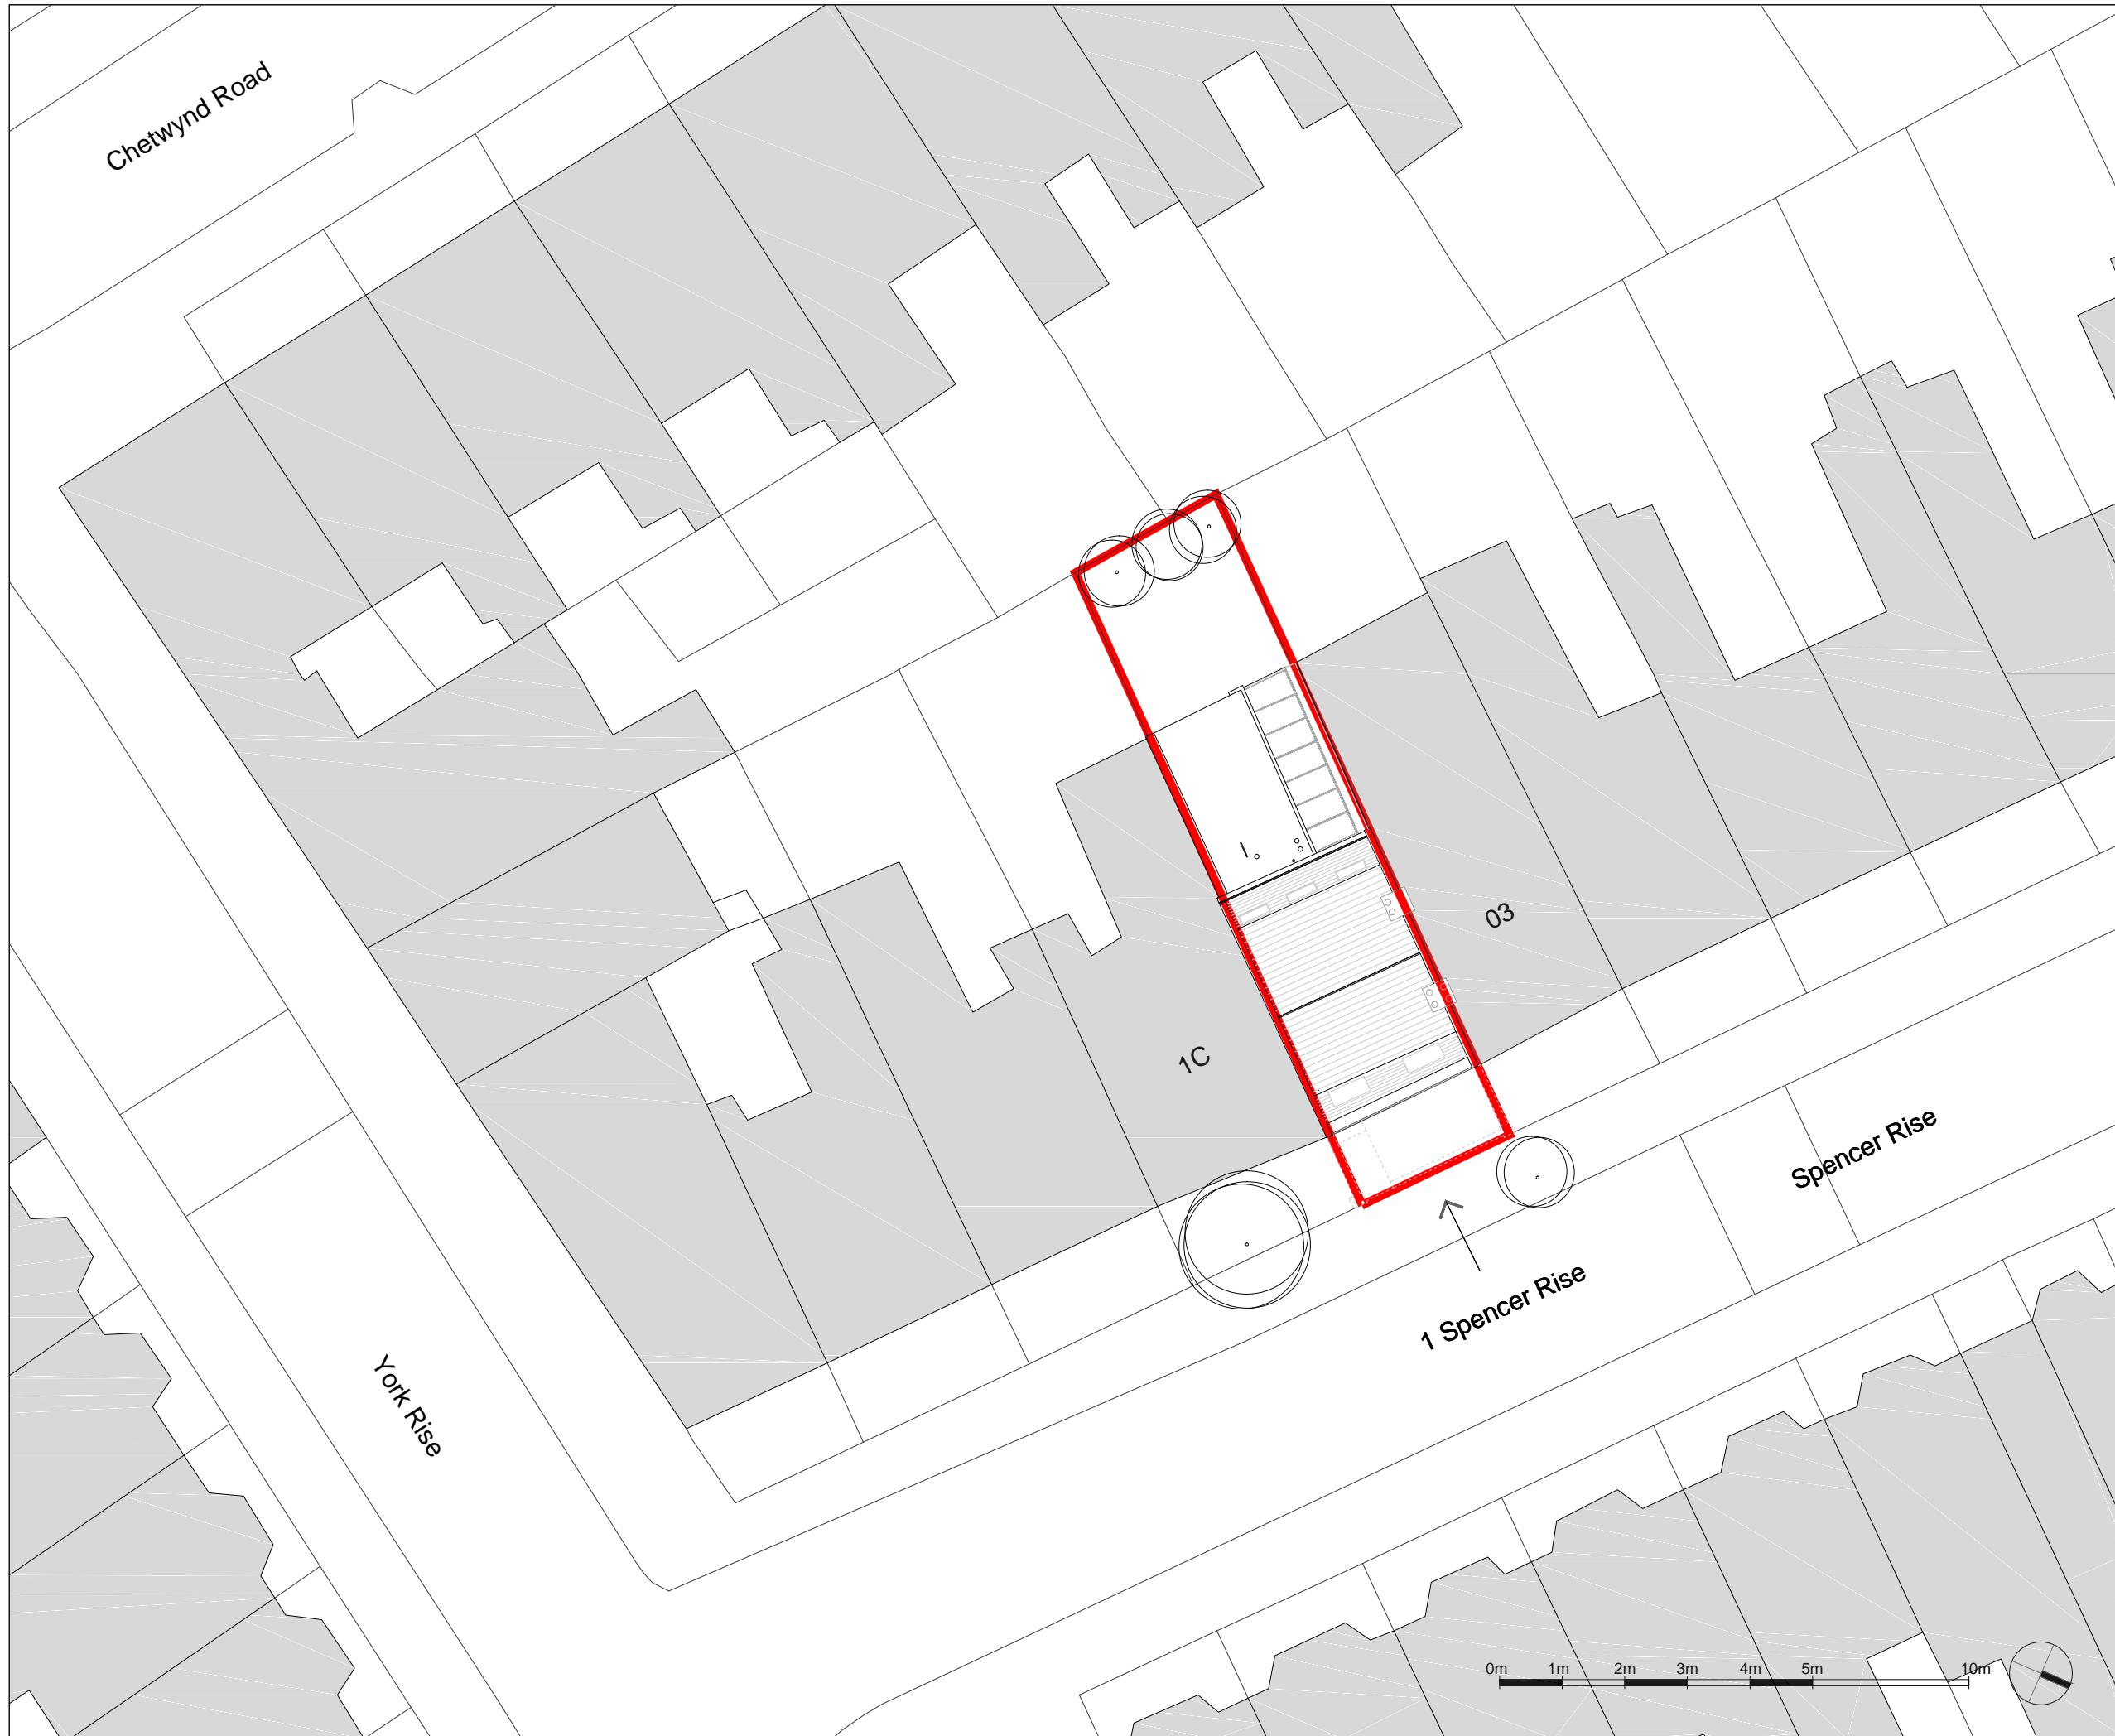 Chetwynd Road
03
1C
Spencer Rise
1 Spencer Rise
York Rise
0m 1m 2m 3m 4m 5m 10m